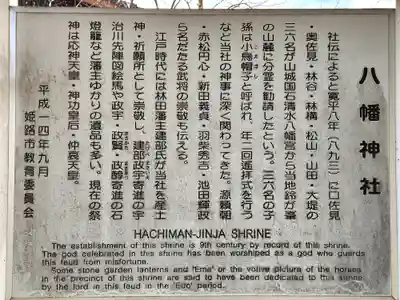 八幡神社
社伝によると寛平八年(八九三)に口佐見
・奥佐見・林谷・林横・松山・山田・大堤の
三六名が山城国石清水八幡宮から当地の峯
の山麓に分霊を勧請したという。三六名の子
孫は小烏帽子と呼ばれ、年二回遥拝式を行う
など当社の神事に深く関わってきた。源頼朝
・赤松円心・新田義貞・羽柴秀吉・池田輝政
ら名だたる武将の崇敬も伝える。
江戸時代には林田藩主建部氏が当社を産土
神・祈願所として崇敬し、建部政宇寄進の宇
治川先陣図絵馬や政宇・政賢・政醇寄進の石
燈籠など藩主ゆかりの遺品も多い。現在の祭
神は応神天皇・神功皇后・仲哀天皇。
平成一四年九月
姫路市教育委員会
HACHIMAN-JINJA SHRINE
The establishment of this shrine is 9th century by record of this shrine.
The god celebrated in this shrine has been worshiped as a god who guards
this feud from misfortune.
Some stone garden lanterns and 'Ema' or the votive picture of the horses
in the precinct of this shrine are said to have been dedicated to this shrine
by the lord in this feud in the 'Edo' period.